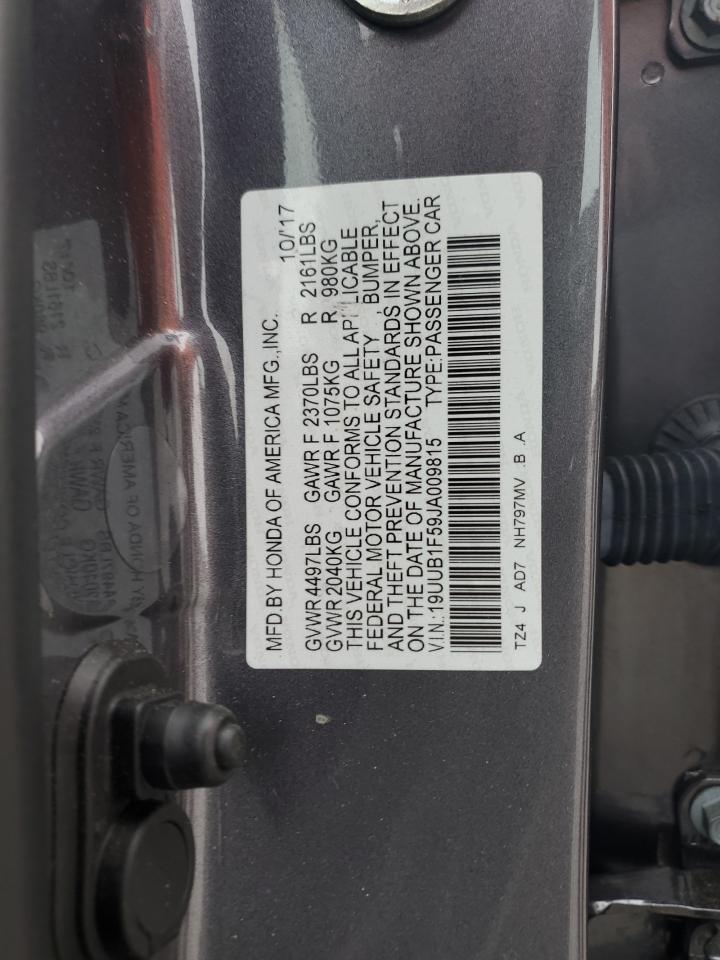 MFD.BY HONDA OF AMERICA MFG.,INC. 10/'17
GVWR 4497LBS GAWR F 2370LBS R 2161LBS
GVWR 2040KG GAWR F 1075KG R 980KG
THIS VEHICLE CONFORMS TO ALL APPLICABLE
FEDERAL MOTOR VEHICLE SAFETY , BUMPER,
AND THEFT PREVENTION STANDARDS IN EFFECT
ON THE DATE OF MANUFACTURE SHOWN ABOVE.
V.I.N.: 19UUB1F59JA009815 TYPE:PASSENGER CAR
TZ4 J AD7 NH797MV .B .A